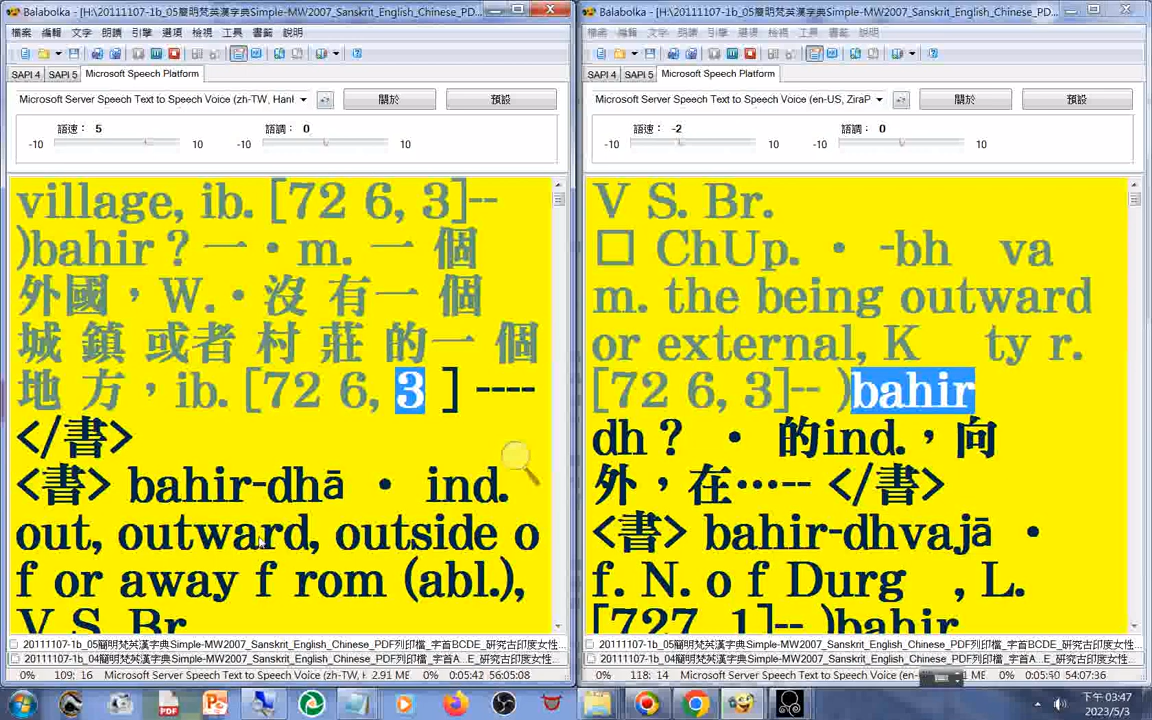 Balabolka - [H:\20111107-1b_05簡明梵英漢字典Simple-MW2007_Sanskrit_English_Chinese_PD...
檔案 編輯 文字 朗讀 引擎 選項 檢視 工具 書籤 說明
SAPI 4 SAPI 5 Microsoft Speech Platform
Microsoft Server Speech Text to Speech Voice (zh-TW, Hanl
關於 預設
語速： 5 語調： 0
-10 10 -10 10
village, ib. [72 6, 3]--
)bahir？一・m. 一 個
外國，W.・沒 有一 個
城 鎮 或者 村 莊 的一 個
地 方，ib. [72 6, 3 ] ----
</書>
<書> bahir-dhā ・ ind.
out, outward, outside o
f or away f rom (abl.),
V S. Br.
20111107-1b_05簡明梵英漢字典Simple-MW2007_Sanskrit_English_Chinese_PDF列印檔_字首BCDE_研究古印度女性...
20111107-1b_04簡明梵英漢字典Simple-MW2007_Sanskrit_English_Chinese_PDF列印檔_字首A...E_研究古印度女性...
0% 109; 16 Microsoft Server Speech Text to Speech Voice (zh-TW, H 2.91 ME 0% 0:05:42 56:05:08
Balabolka - [H:\20111107-1b_05簡明梵英漢字典Simple-MW2007_Sanskrit_English_Chinese_PD...
檔案 編輯 文字 朗讀 引擎 選項 檢視 工具 書籤 說明
SAPI 4 SAPI 5 Microsoft Speech Platform
Microsoft Server Speech Text to Speech Voice (en-US, ZiraP
關於 預設
語速： -2 語調： 0
-10 10 -10 10
V S. Br.
□ ChUp. ・ -bh va
m. the being outward
or external, K ty r.
[72 6, 3]-- )bahir
dh？ ・ 的ind.，向
外，在…-- </書>
<書> bahir-dhvajā ・
f. N. o f Durg , L.
[727, 1]-- )bahir
20111107-1b_05簡明梵英漢字典Simple-MW2007_Sanskrit_English_Chinese_PDF列印檔_字首BCDE_研究古印度女性...
20111107-1b_04簡明梵英漢字典Simple-MW2007_Sanskrit_English_Chinese_PDF列印檔_字首A...E_研究古印度女性...
0% 118; 14 Microsoft Server Speech Text to Speech Voice (en-US, Z ME 0% 0:05:50 54:07:36
下午 03:47
2023/5/3